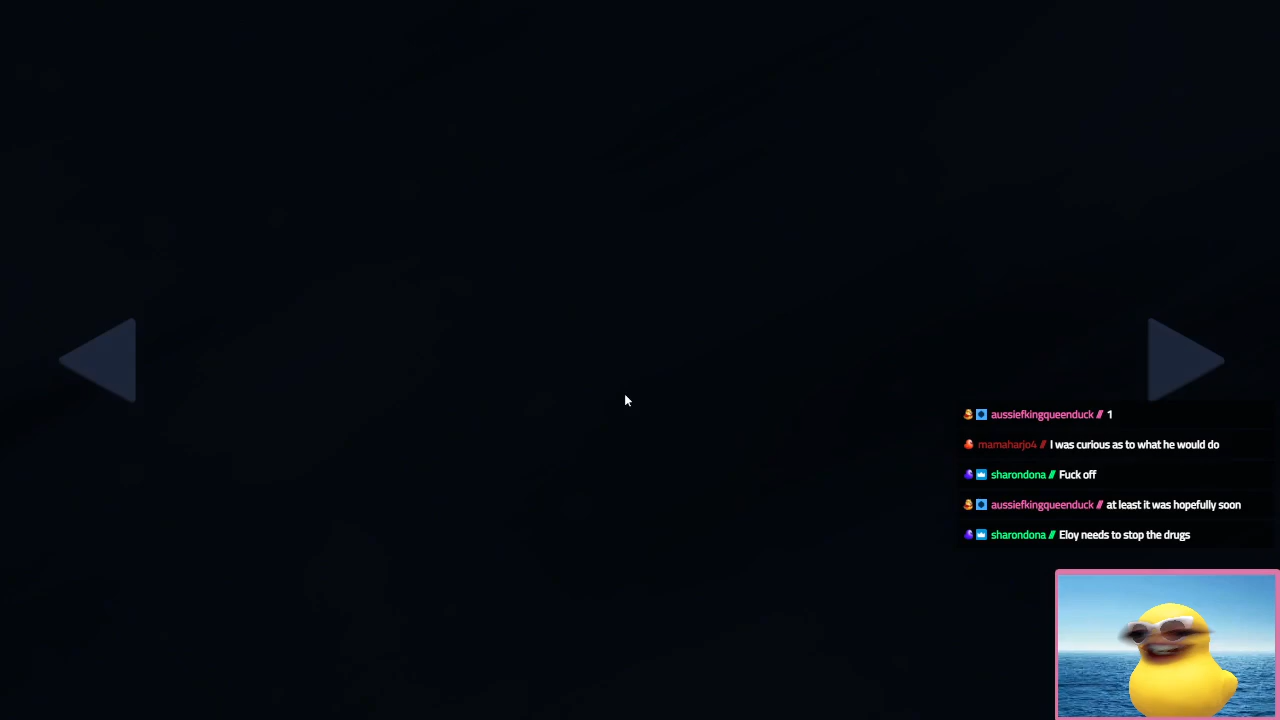 aussiefkingqueenduck // 1
mamaharjo4 // I was curious as to what he would do
sharondona // Fuck off
aussiefkingqueenduck // at least it was hopefully soon
sharondona // Eloy needs to stop the drugs